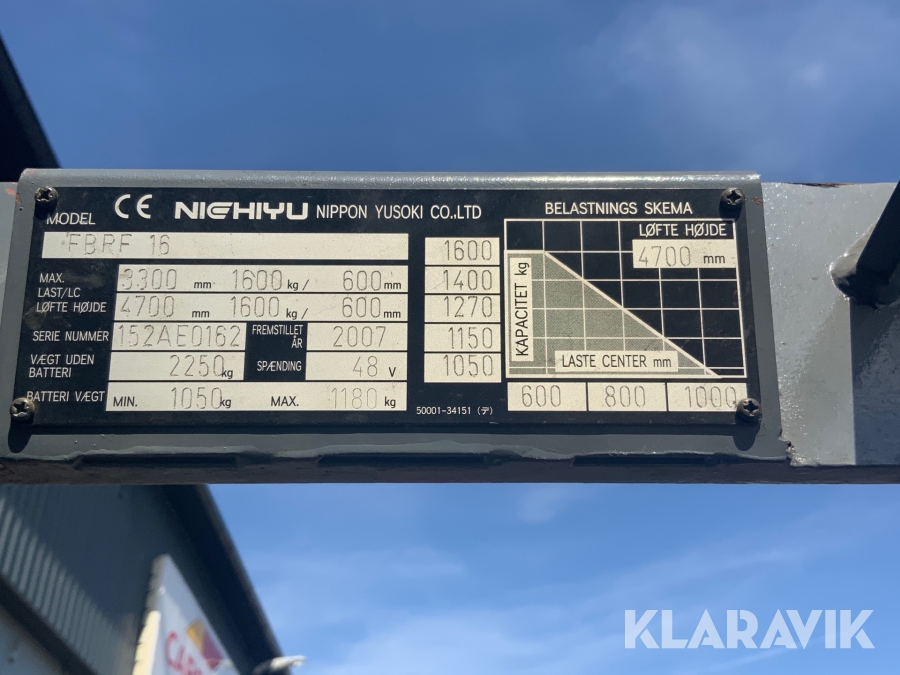 KLARAVIK
MODEL CE NICHIYU NIPPON YUSOKI CO.,LTD
FBRF 16
MAX. LAST/LC LØFTE HØJDE
3300 mm 1600 kg/ 600 mm
4700 mm 1600 kg/ 600 mm
SERIE NUMMER 152AE0162 FREMSTILLET ÅR 2007
VÆGT UDEN BATTERI 2250 kg SPÆNDING 48 V
BATTERI VÆGT MIN. 1050 kg MAX. 1180 kg
1600
1400
1270
1150
1050
50001-34151 (デ)
BELASTNINGS SKEMA
LØFTE HØJDE
4700 mm
KAPACITET kg
LASTE CENTER mm
600 800 1000
KLARAVIK